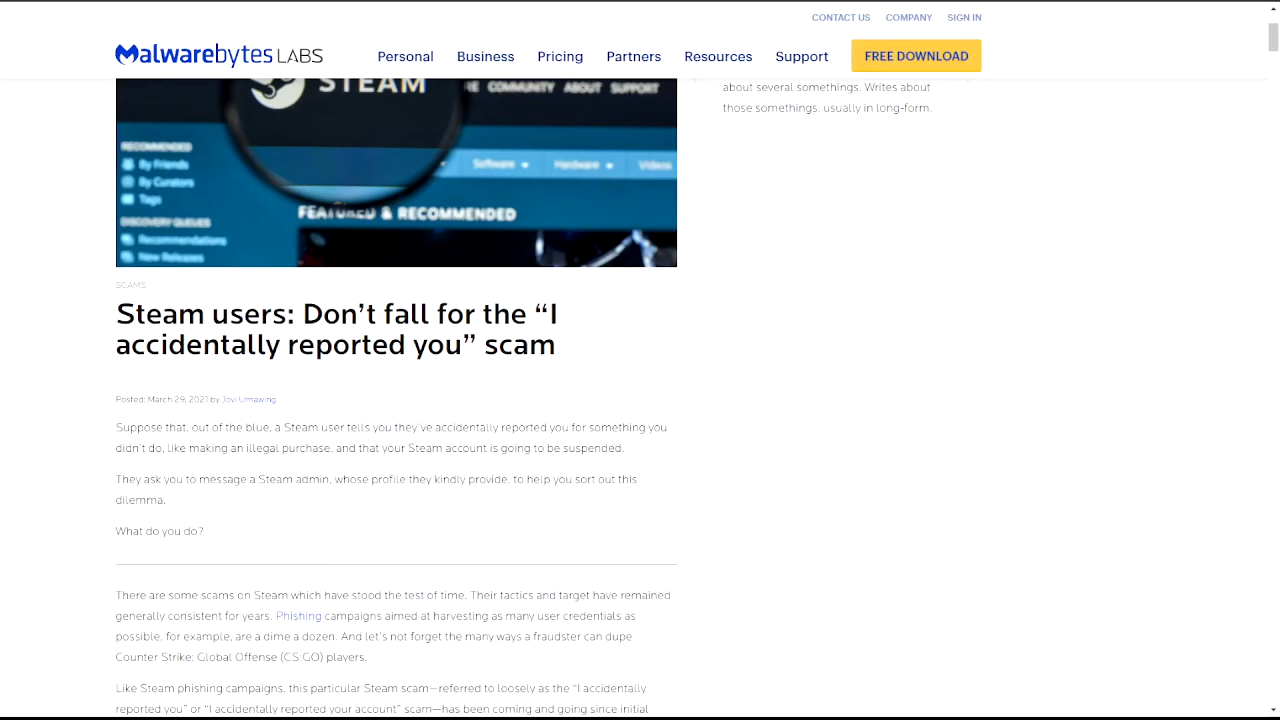 CONTACT US COMPANY SIGN IN
Malwarebytes LABS Personal Business Pricing Partners Resources Support FREE DOWNLOAD
STEAM COMMUNITY ABOUT SUPPORT
about several somethings. Writes about
those somethings, usually in long-form.
RECOMMENDED
By Friends
By Curators
Tags
Software Hardware Videos
DISCOVERY QUEUES
Recommendations
New Releases
FEATURED & RECOMMENDED
SCAMS
Steam users: Don’t fall for the “I
accidentally reported you” scam
Posted: March 29, 2021 by Jovi Umawing
Suppose that, out of the blue, a Steam user tells you they’ve accidentally reported you for something you
didn’t do, like making an illegal purchase, and that your Steam account is going to be suspended.
They ask you to message a Steam admin, whose profile they kindly provide, to help you sort out this
dilemma.
What do you do?
There are some scams on Steam which have stood the test of time. Their tactics and target have remained
generally consistent for years. Phishing campaigns aimed at harvesting as many user credentials as
possible, for example, are a dime a dozen. And let’s not forget the many ways a fraudster can dupe
Counter Strike: Global Offense (CS:GO) players.
Like Steam phishing campaigns, this particular Steam scam—referred to loosely as the “I accidentally
reported you” or “I accidentally reported your account” scam—has been coming and going since initial